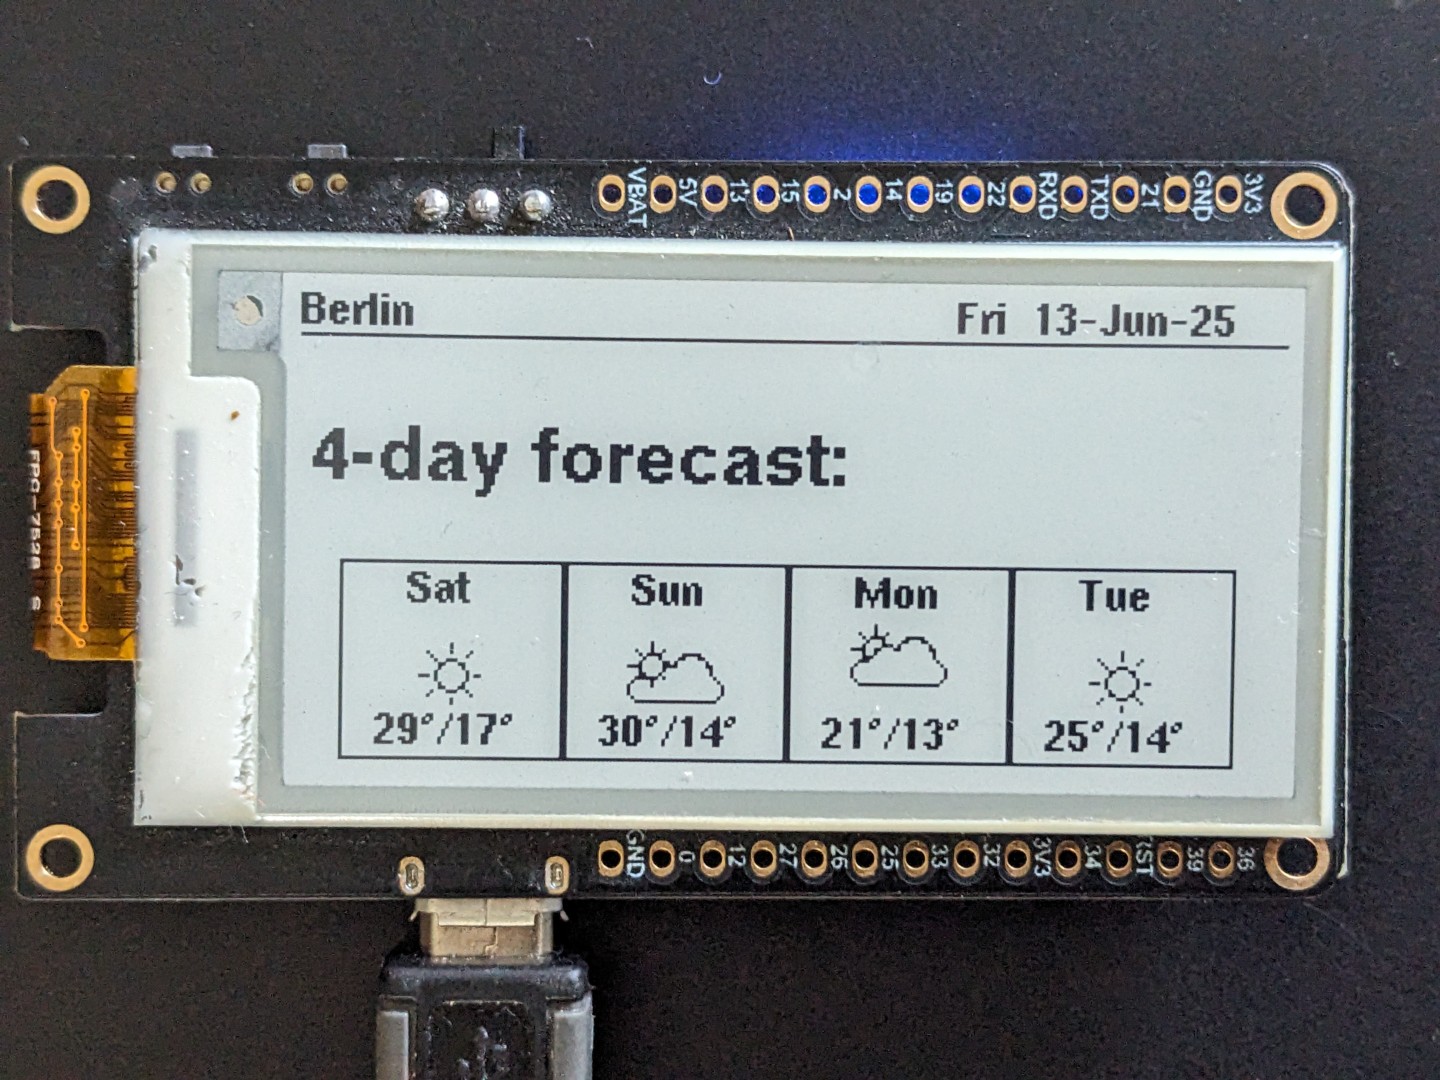 VBAT 5V 13 15 2 14 19 22 RXD TXD 21 GND 3V3
Berlin Fri 13-Jun-25
4-day forecast:
Sat Sun Mon Tue
29°/17° 30°/14° 21°/13° 25°/14°
GND 0 12 27 26 25 33 32 3V3 34 RST 39 36